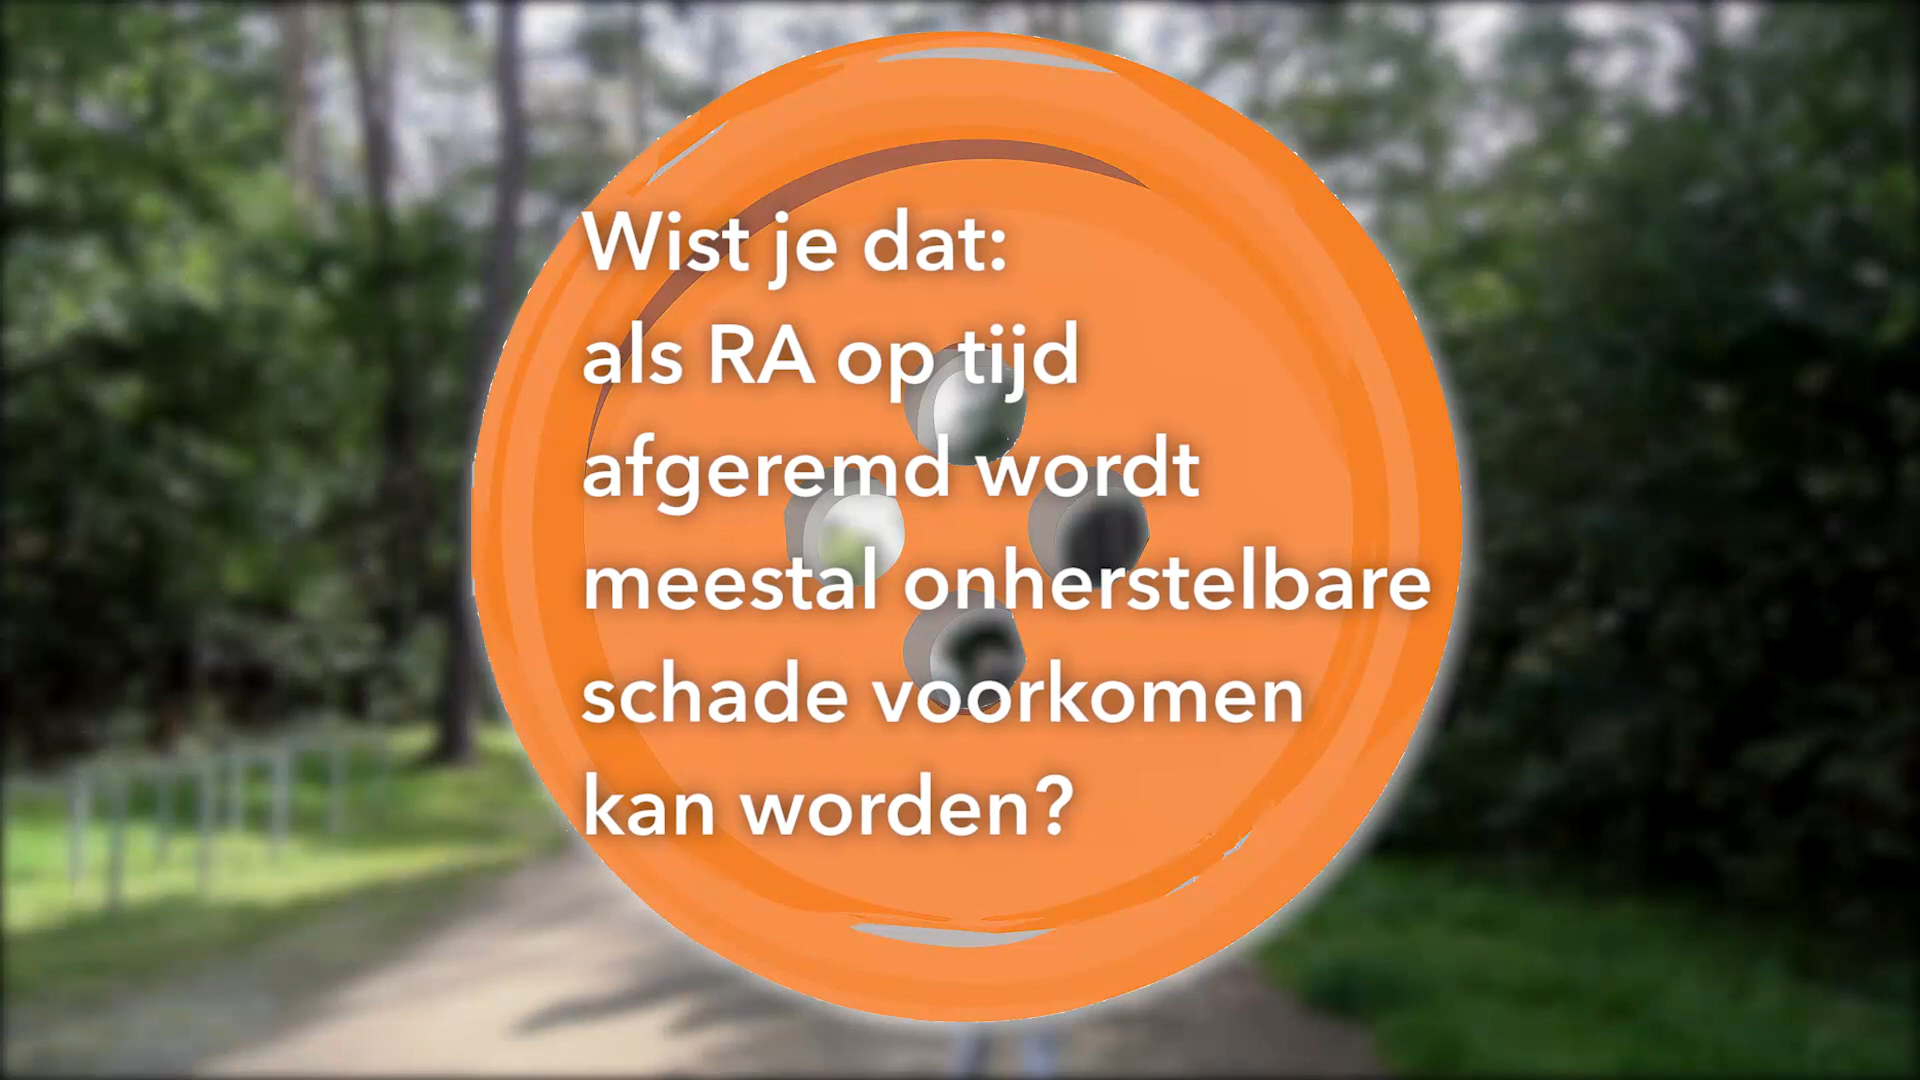 Wist je dat:
als RA op tijd
afgeremd wordt
meestal onherstelbare
schade voorkomen
kan worden?